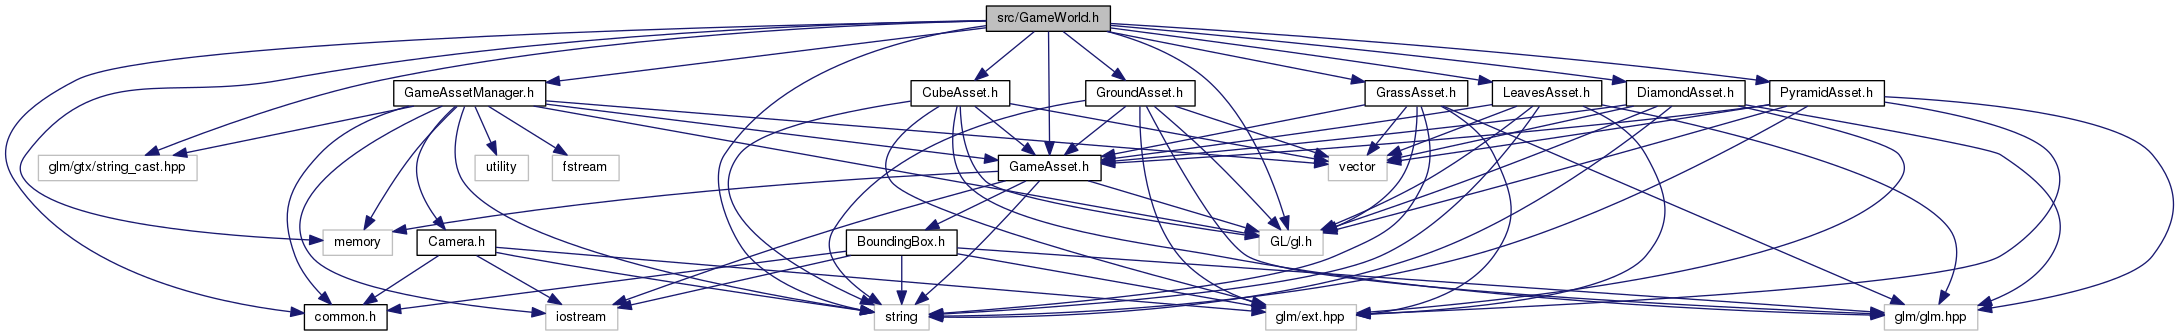 src/GameWorld.h
GameAssetManager.h
CubeAsset.h
GroundAsset.h
GrassAsset.h
LeavesAsset.h
DiamondAsset.h
PyramidAsset.h
glm/gtx/string_cast.hpp
utility
fstream
GameAsset.h
vector
memory
Camera.h
BoundingBox.h
GL/gl.h
common.h
iostream
string
glm/ext.hpp
glm/glm.hpp